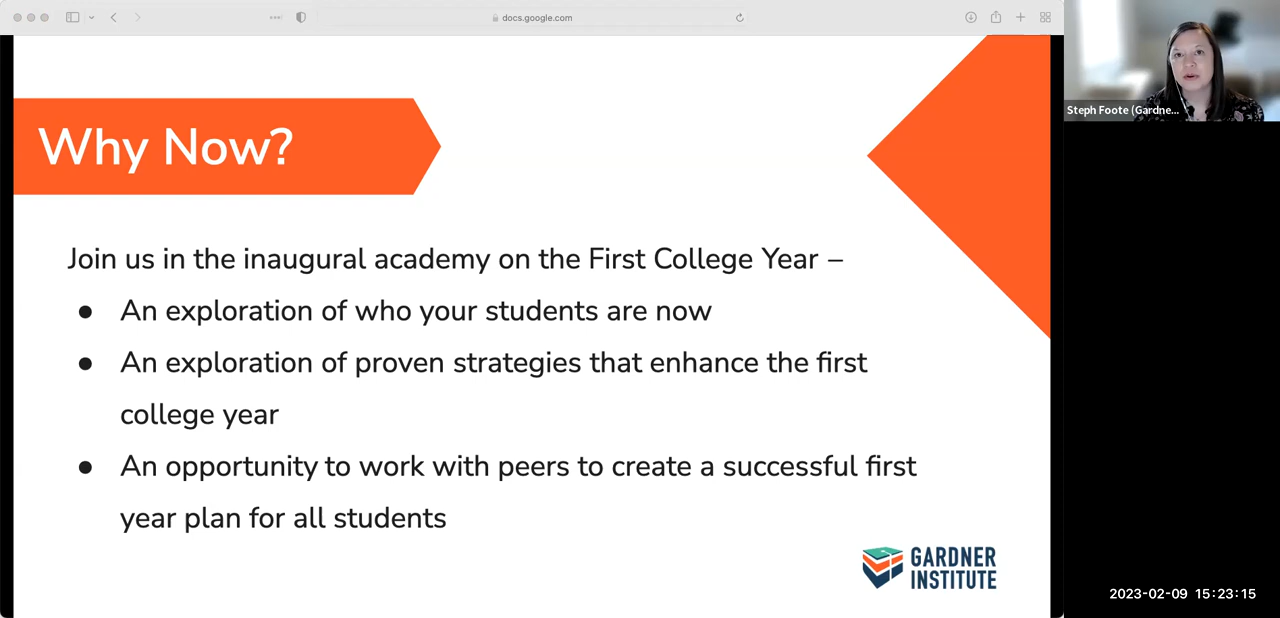 docs.google.com
Why Now?
Join us in the inaugural academy on the First College Year –
● An exploration of who your students are now
● An exploration of proven strategies that enhance the first
college year
● An opportunity to work with peers to create a successful first
year plan for all students
GARDNER
INSTITUTE
Steph Foote (Gardne...
2023-02-09 15:23:15